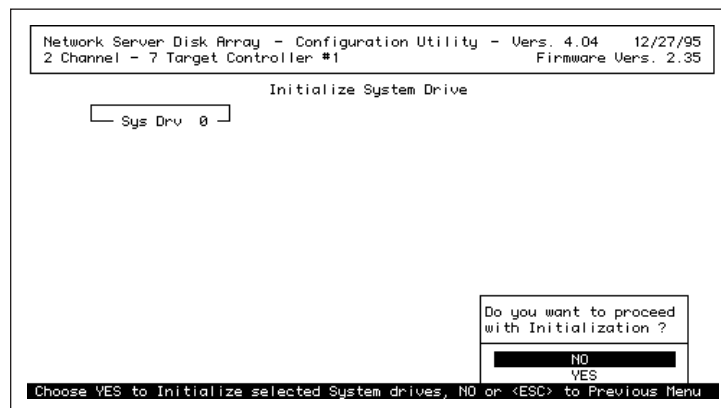 Network Server Disk Array - Configuration Utility - Vers. 4.04 12/27/95
2 Channel - 7 Target Controller #1 Firmware Vers. 2.35
Initialize System Drive
Sys Drv 0
Do you want to proceed
with Initialization ?
NO
YES
Choose YES to Initialize selected System drives, NO or <ESC> to Previous Menu